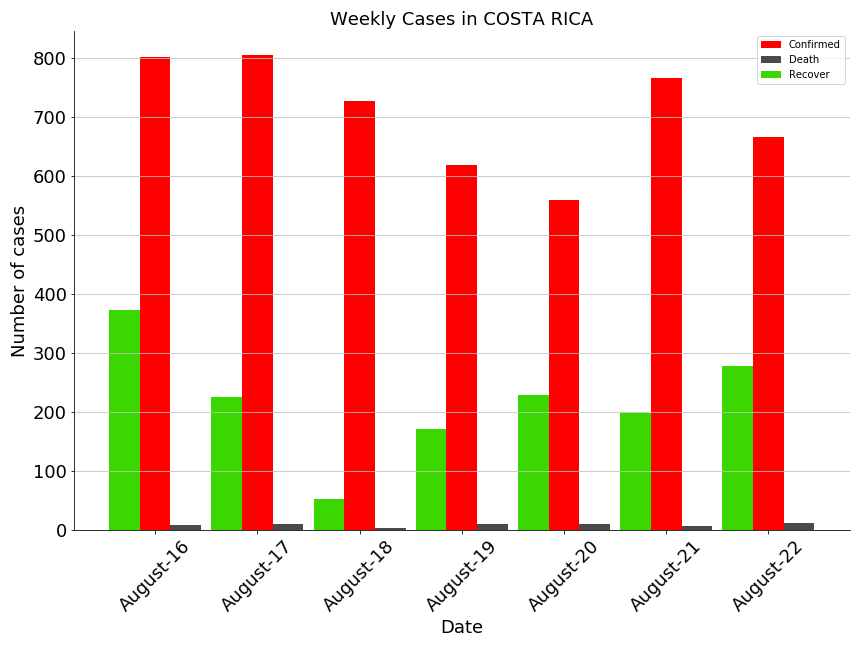 Weekly Cases in COSTA RICA
Confirmed
Death
Recover
Number of cases
800
700
600
500
400
300
200
100
0
August-16
August-17
August-18
August-19
August-20
August-21
August-22
Date